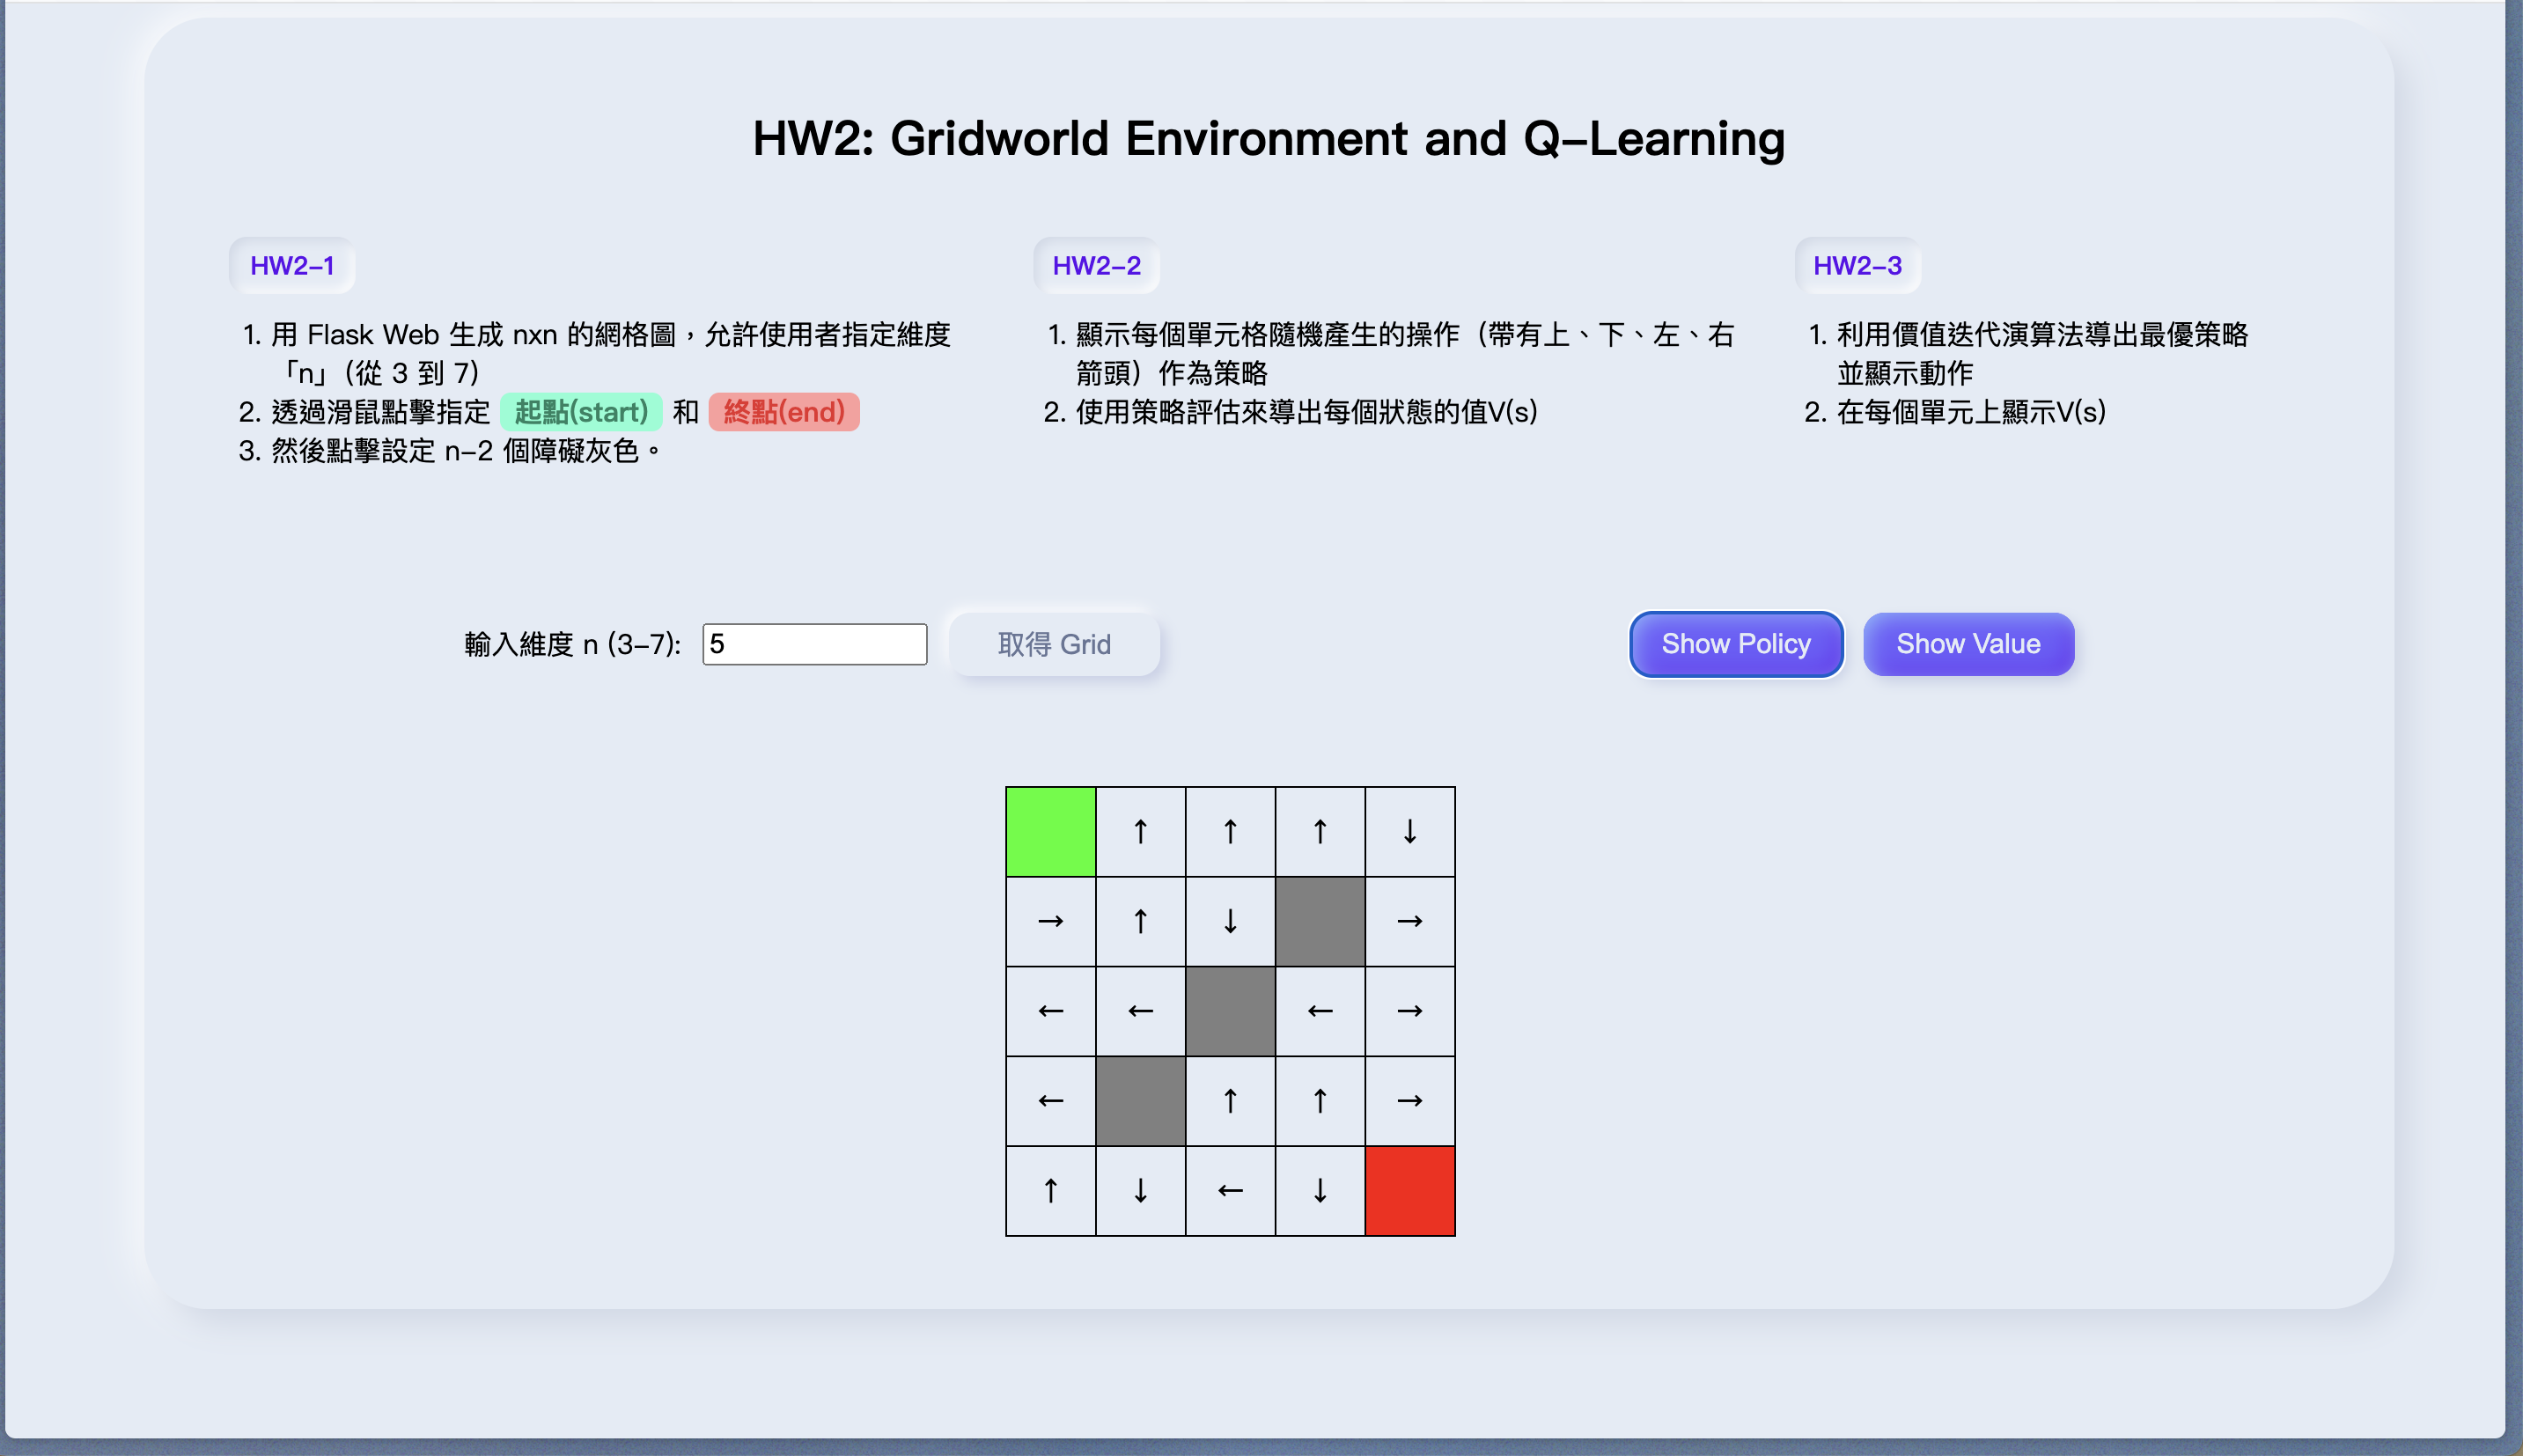 HW2: Gridworld Environment and Q-Learning
HW2-1
1. 用 Flask Web 生成 nxn 的網格圖，允許使用者指定維度
「n」（從 3 到 7）
2. 透過滑鼠點擊指定 起點(start) 和 終點(end)
3. 然後點擊設定 n-2 個障礙灰色。
HW2-2
1. 顯示每個單元格隨機產生的操作（帶有上、下、左、右
箭頭）作為策略
2. 使用策略評估來導出每個狀態的值V(s)
HW2-3
1. 利用價值迭代演算法導出最優策略
並顯示動作
2. 在每個單元上顯示V(s)
輸入維度 n (3-7): 5 取得 Grid Show Policy Show Value
↑ ↑ ↑ ↓
→ ↑ ↓ →
← ← ← →
← ↑ ↑ →
↑ ↓ ← ↓